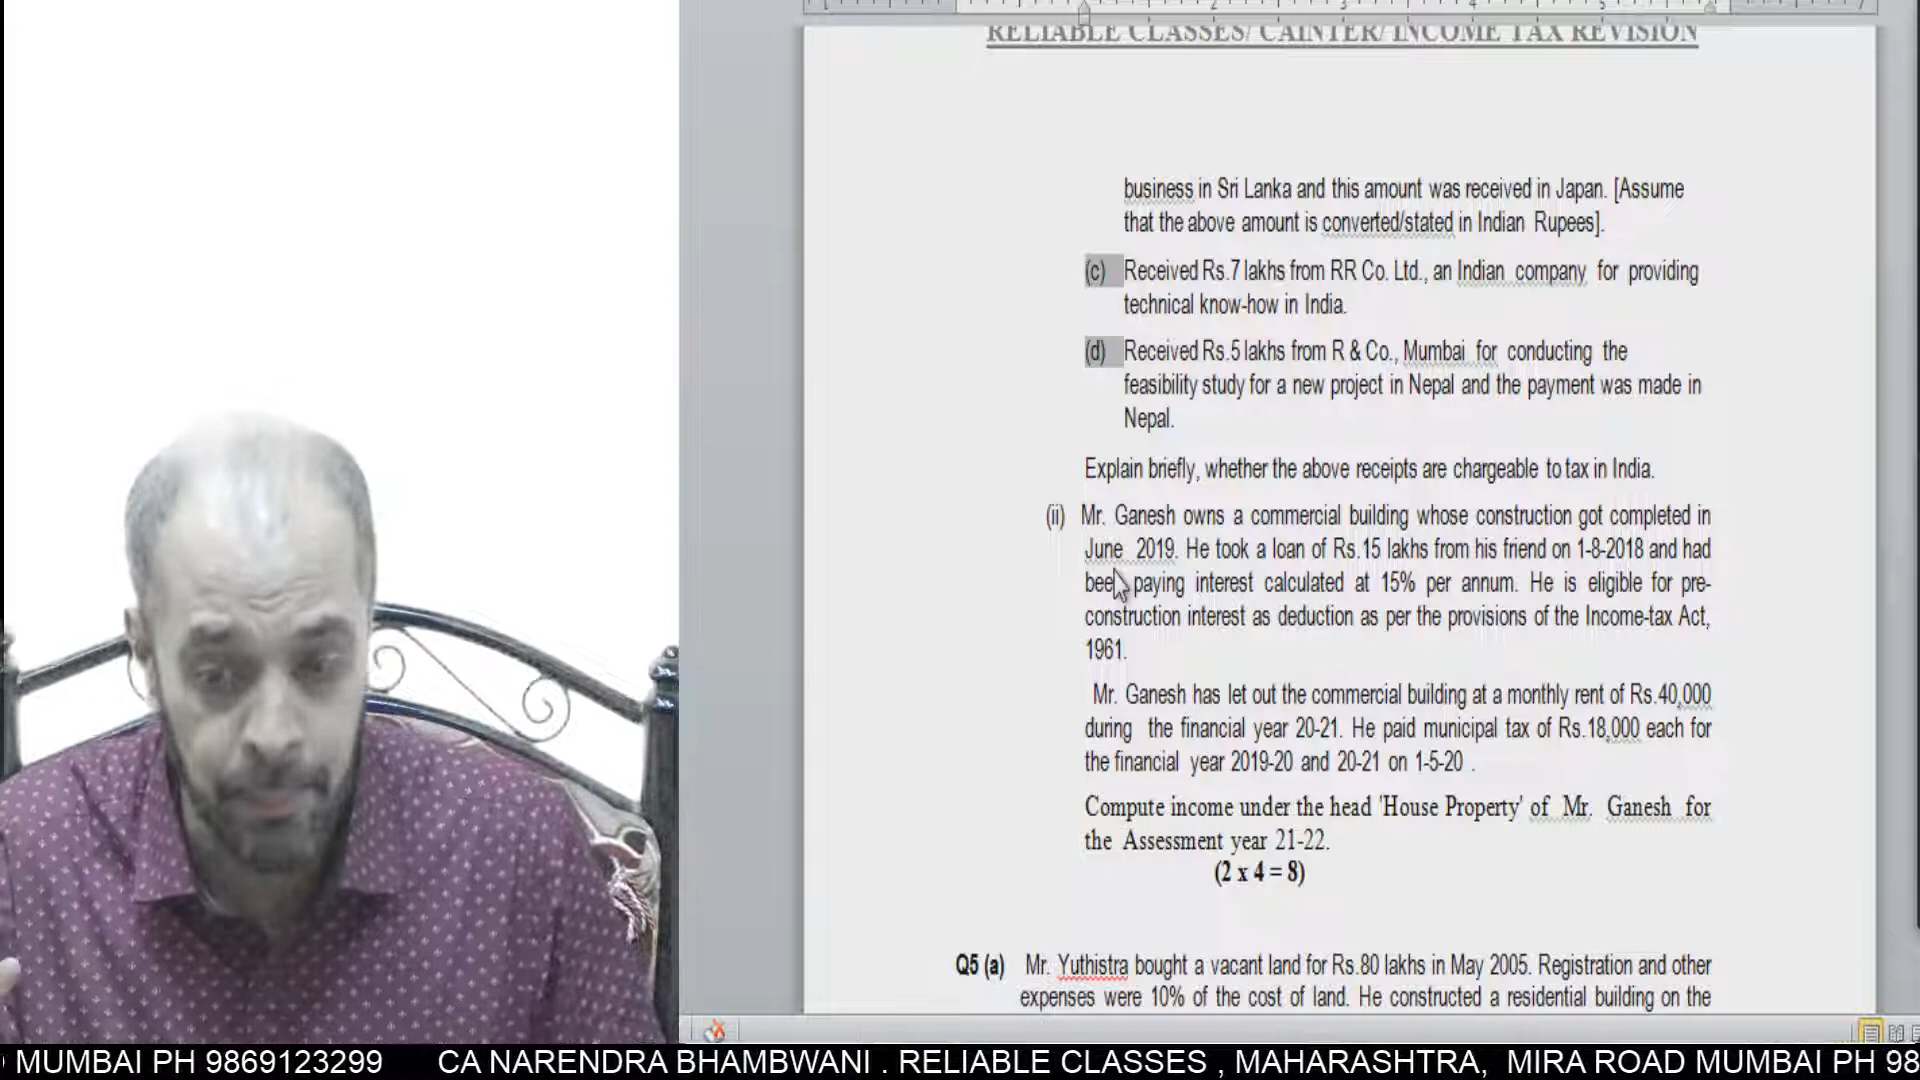 RELIABLE CLASSES/ CAINTER/ INCOME TAX REVISION
business in Sri Lanka and this amount was received in Japan. [Assume
that the above amount is converted/stated in Indian Rupees].
(c) Received Rs.7 lakhs from RR Co. Ltd., an Indian company for providing
technical know-how in India.
(d) Received Rs.5 lakhs from R & Co., Mumbai for conducting the
feasibility study for a new project in Nepal and the payment was made in
Nepal.
Explain briefly, whether the above receipts are chargeable to tax in India.
(ii) Mr. Ganesh owns a commercial building whose construction got completed in
June 2019. He took a loan of Rs.15 lakhs from his friend on 1-8-2018 and had
been paying interest calculated at 15% per annum. He is eligible for pre-
construction interest as deduction as per the provisions of the Income-tax Act,
1961.
Mr. Ganesh has let out the commercial building at a monthly rent of Rs.40,000
during the financial year 20-21. He paid municipal tax of Rs.18,000 each for
the financial year 2019-20 and 20-21 on 1-5-20 .
Compute income under the head 'House Property' of Mr. Ganesh for
the Assessment year 21-22.
(2 x 4 = 8)
Q5 (a) Mr. Yuthistra bought a vacant land for Rs.80 lakhs in May 2005. Registration and other
expenses were 10% of the cost of land. He constructed a residential building on the
MUMBAI PH 9869123299 CA NARENDRA BHAMBWANI . RELIABLE CLASSES , MAHARASHTRA, MIRA ROAD MUMBAI PH 98